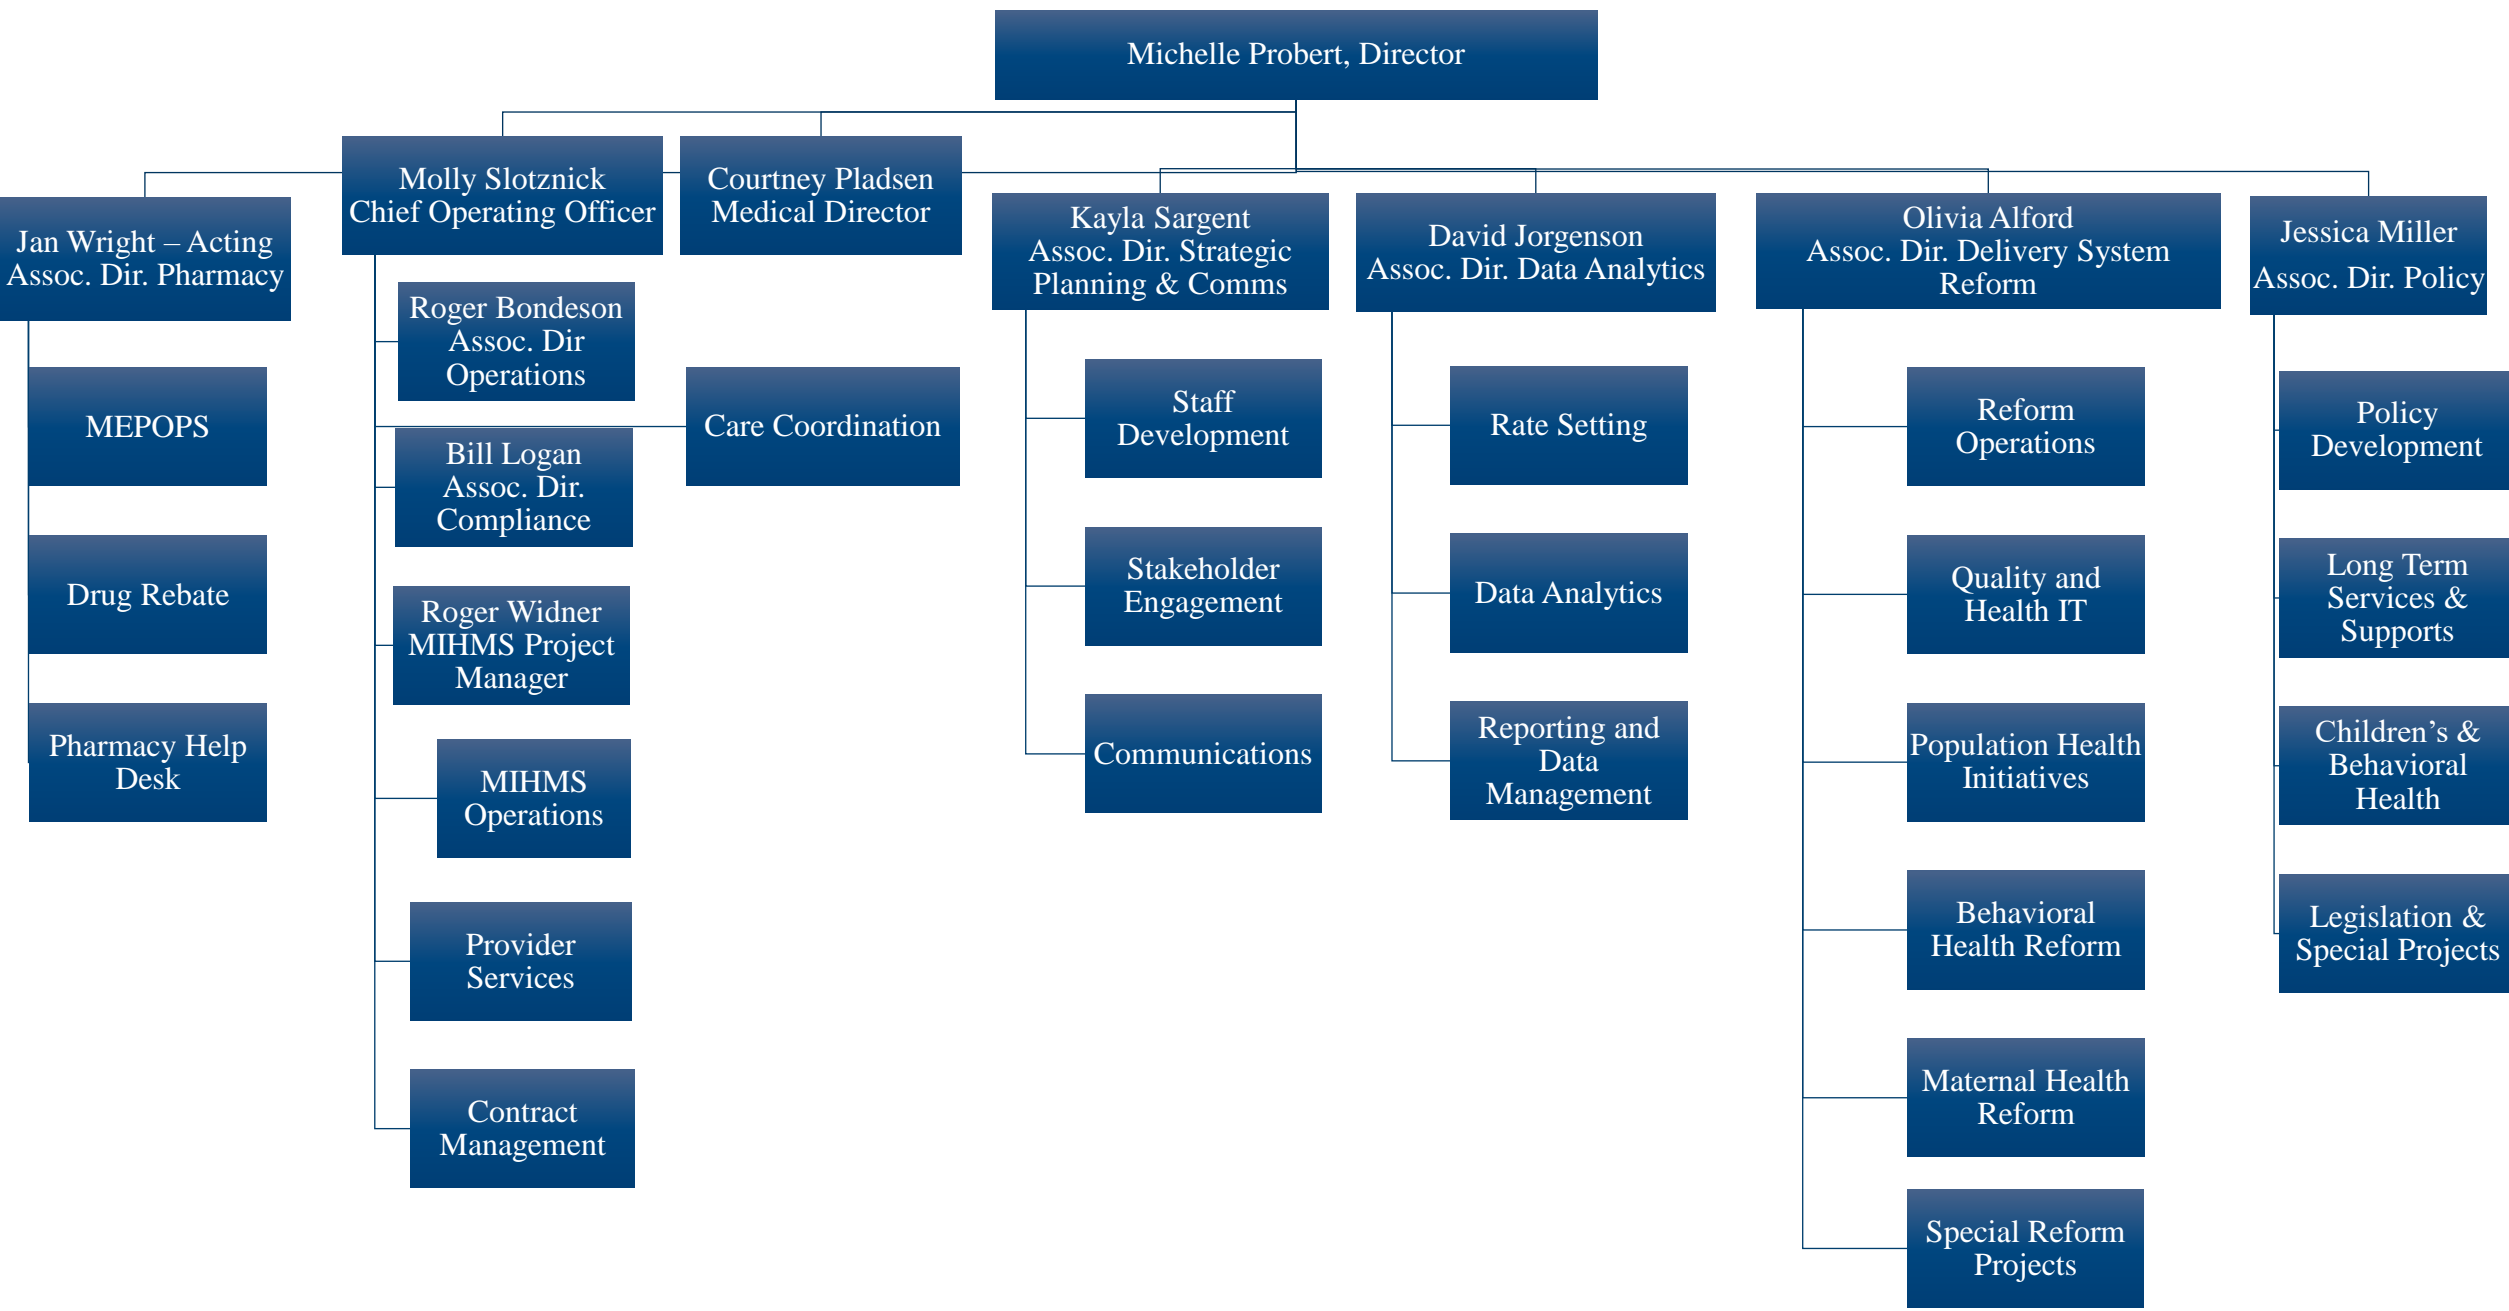 Michelle Probert, Director
Molly Slotznick
Chief Operating Officer
Courtney Pladsen
Medical Director
Jan Wright – Acting
Assoc. Dir. Pharmacy
Kayla Sargent
Assoc. Dir. Strategic
Planning & Comms
David Jorgenson
Assoc. Dir. Data Analytics
Olivia Alford
Assoc. Dir. Delivery System
Reform
Jessica Miller
Assoc. Dir. Policy
MEPOPS
Drug Rebate
Pharmacy Help
Desk
Roger Bondeson
Assoc. Dir
Operations
Care Coordination
Bill Logan
Assoc. Dir.
Compliance
Roger Widner
MIHMS Project
Manager
MIHMS
Operations
Provider
Services
Contract
Management
Staff
Development
Stakeholder
Engagement
Communications
Rate Setting
Data Analytics
Reporting and
Data
Management
Reform
Operations
Quality and
Health IT
Population Health
Initiatives
Behavioral
Health Reform
Maternal Health
Reform
Special Reform
Projects
Policy
Development
Long Term
Services &
Supports
Children’s &
Behavioral
Health
Legislation &
Special Projects